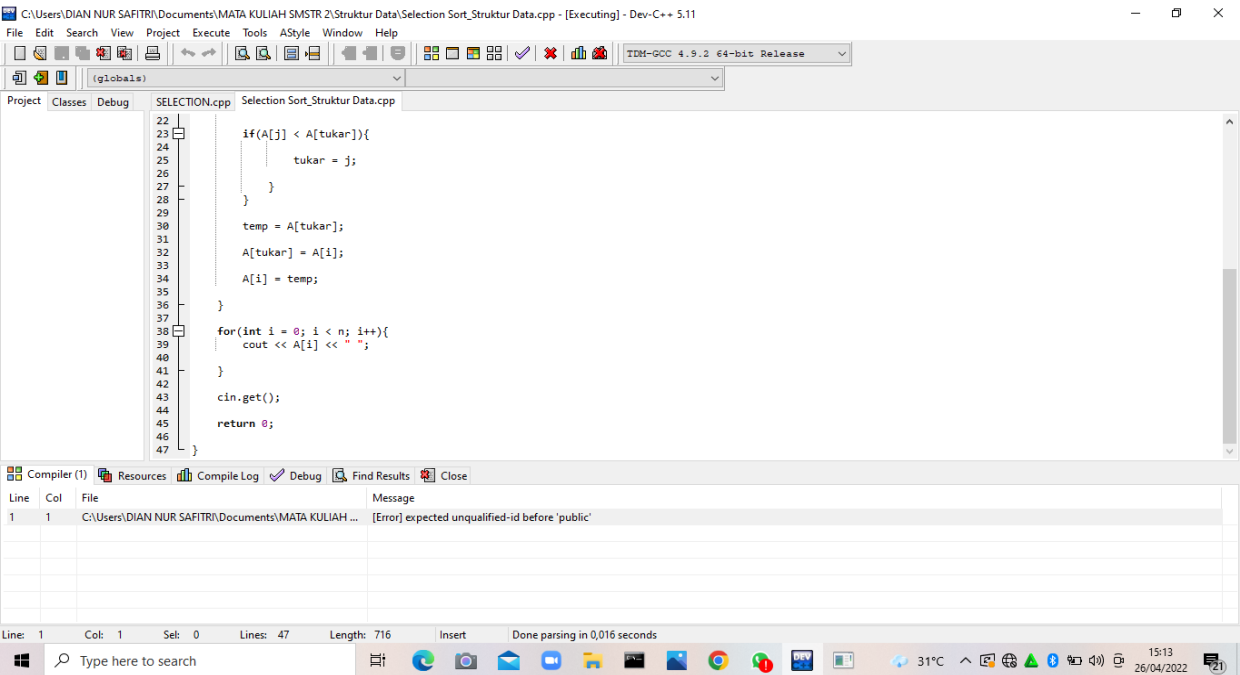 C:\Users\DIAN NUR SAFITRI\Documents\MATA KULIAH SMSTR 2\Struktur Data\Selection Sort_Struktur Data.cpp - [Executing] - Dev-C++ 5.11
File Edit Search View Project Execute Tools AStyle Window Help
TDM-GCC 4.9.2 64-bit Release
(globals)
Project Classes Debug SELECTION.cpp Selection Sort_Struktur Data.cpp
22
23 if(A[j] < A[tukar]){
24
25 tukar = j;
26
27 }
28 }
29
30 temp = A[tukar];
31
32 A[tukar] = A[i];
33
34 A[i] = temp;
35
36 }
37
38 for(int i = 0; i < n; i++){
39 cout << A[i] << " ";
40
41 }
42
43 cin.get();
44
45 return 0;
46
47 }
Compiler (1) Resources Compile Log Debug Find Results Close
Line Col File Message
1 1 C:\Users\DIAN NUR SAFITRI\Documents\MATA KULIAH ... [Error] expected unqualified-id before 'public'
Line: 1 Col: 1 Sel: 0 Lines: 47 Length: 716 Insert Done parsing in 0,016 seconds
Type here to search
DEV
31°C
15:13
26/04/2022
21